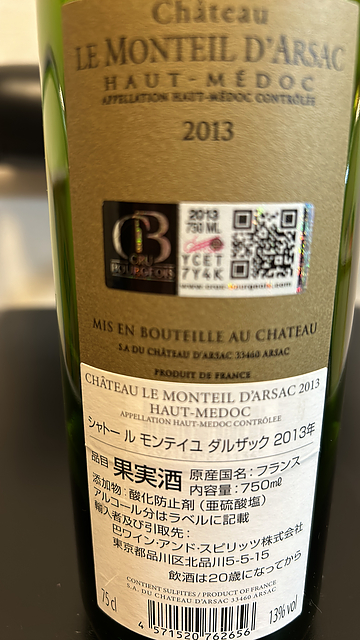 Château
LE MONTEIL D'ARSAC
HAUT-MÉDOC
APPELLATION HAUT-MÉDOC CONTRÔLÉE
2013
CB
CRU
BOURGEOIS
2013
750 ML
YCET
7Y4K
MIS EN BOUTEILLE AU CHATEAU
S.A DU CHÂTEAU D'ARSAC 33460 ARSAC
PRODUIT DE FRANCE
CHÂTEAU LE MONTEIL D'ARSAC 2013
HAUT-MEDOC
APPELLATION HAUT-MEDOC CONTRÔLÉE
シャトー ル モンテイユ ダルザック 2013年
品目 果実酒 原産国名:フランス
内容量:750㎖
添加物:酸化防止剤(亜硫酸塩)
アルコール分はラベルに記載
輸入者及び引取先:
パウイン・アンド・スピリッツ株式会社
東京都品川区北品川5-5-15
飲酒は20歳になってから
CONTIENT SULFITES / PRODUCT OF FRANCE
S.A. DU CHÂTEAU D'ARSAC 33460 ARSAC
75 cl
13% vol
4 571520 762656